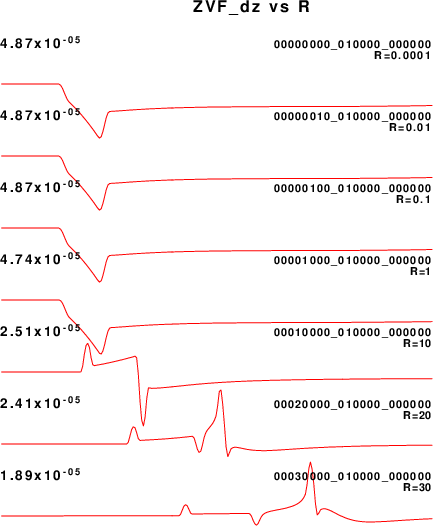 ZVF_dz vs R
4.87x10⁻⁰⁵ 00000000_010000_000000
R=0.0001
4.87x10⁻⁰⁵ 00000010_010000_000000
R=0.01
4.87x10⁻⁰⁵ 00000100_010000_000000
R=0.1
4.74x10⁻⁰⁵ 00001000_010000_000000
R=1
2.51x10⁻⁰⁵ 00010000_010000_000000
R=10
2.41x10⁻⁰⁵ 00020000_010000_000000
R=20
1.89x10⁻⁰⁵ 00030000_010000_000000
R=30